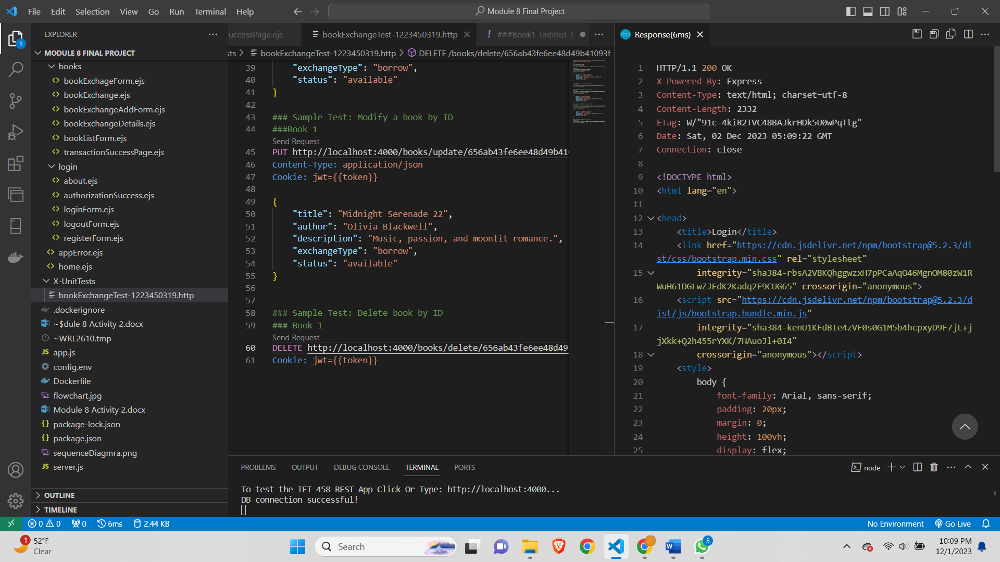 File Edit Selection View Go Run Terminal Help
Module 8 Final Project
EXPLORER
MODULE 8 FINAL PROJECT
books
bookExchageForm.ejs
bookExchange.ejs
bookExchangeAddForm.ejs
bookExchangeDetails.ejs
bookListForm.ejs
transactionSuccessPage.ejs
login
about.ejs
authorizationSuccess.ejs
loginForm.ejs
logoutForm.ejs
registerForm.ejs
appError.ejs
home.ejs
X-UnitTests
bookExchangeTest-1223450319.http
.dockerignore
~$dule 8 Activity 2.docx
~WRL2610.tmp
app.js
config.env
Dockerfile
flowchart.jpg
Module 8 Activity 2.docx
package-lock.json
package.json
sequenceDiagmra.png
server.js
OUTLINE
TIMELINE
uccessPage.ejs
bookExchangeTest-1223450319.http
! ###Book1 Untitled-1
ts > bookExchangeTest-1223450319.http > DELETE /books/delete/656ab43fe6ee48d49b41093f
39 "exchangeType": "borrow",
40 "status": "available"
41 }
42
43 ### Sample Test: Modify a book by ID
44 ###Book 1
Send Request
45 PUT http://localhost:4000/books/update/656ab43fe6ee48d49b41
46 Content-Type: application/json
47 Cookie: jwt={{token}}
48
49 {
50 "title": "Midnight Serenade 22",
51 "author": "Olivia Blackwell",
52 "description": "Music, passion, and moonlit romance.",
53 "exchangeType": "borrow",
54 "status": "available"
55 }
56
57
58 ### Sample Test: Delete book by ID
59 ### Book 1
Send Request
60 DELETE http://localhost:4000/books/delete/656ab43fe6ee48d49
61 Cookie: jwt={{token}}
Response(6ms)
1 HTTP/1.1 200 OK
2 X-Powered-By: Express
3 Content-Type: text/html; charset=utf-8
4 Content-Length: 2332
5 ETag: W/"91c-4kiR2TVC48BAJkrHDk5U0wPqTtg"
6 Date: Sat, 02 Dec 2023 05:09:22 GMT
7 Connection: close
8
9 <!DOCTYPE html>
10 <html lang="en">
11
12 <head>
13 <title>Login</title>
14 <link href="https://cdn.jsdelivr.net/npm/bootstrap@5.2.3/di
st/css/bootstrap.min.css" rel="stylesheet"
15 integrity="sha384-rbsA2VBKQhggwzxH7pPCaAqO46MgnOM80zW1R
WuH61DGLwZJEdK2Kadq2F9CUG65" crossorigin="anonymous">
16 <script src="https://cdn.jsdelivr.net/npm/bootstrap@5.2.3/d
ist/js/bootstrap.bundle.min.js"
17 integrity="sha384-kenU1KFdBIe4zVF0s0G1M5b4hcpxyD9F7jL+j
jXkk+Q2h455rYXK/7HAuoJl+0I4"
18 crossorigin="anonymous"></script>
19 <style>
20 body {
21 font-family: Arial, sans-serif;
22 padding: 20px;
23 margin: 0;
24 height: 100vh;
25 display: flex;
PROBLEMS OUTPUT DEBUG CONSOLE TERMINAL PORTS
node
To test the IFT 458 REST App Click Or Type: http://localhost:4000...
DB connection successful!
0 0 0 6ms 2.44 KB
No Environment Go Live
1 52°F
Clear
Search
5
10:09 PM
12/1/2023